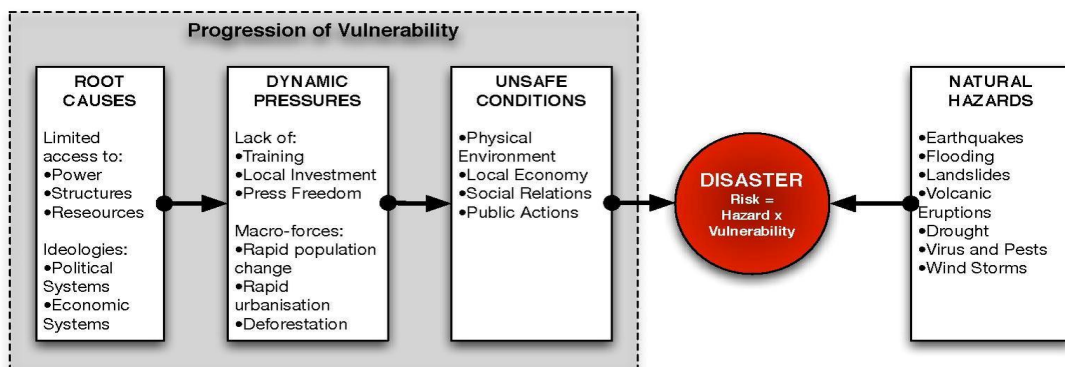 Progression of Vulnerability
ROOT
CAUSES
Limited
access to:
•Power
•Structures
•Reseources
Ideologies:
•Political
Systems
•Economic
Systems
DYNAMIC
PRESSURES
Lack of:
•Training
•Local Investment
•Press Freedom
Macro-forces:
•Rapid population
change
•Rapid
urbanisation
•Deforestation
UNSAFE
CONDITIONS
•Physical
Environment
•Local Economy
•Social Relations
•Public Actions
DISASTER
Risk =
Hazard x
Vulnerability
NATURAL
HAZARDS
•Earthquakes
•Flooding
•Landslides
•Volcanic
Eruptions
•Drought
•Virus and Pests
•Wind Storms